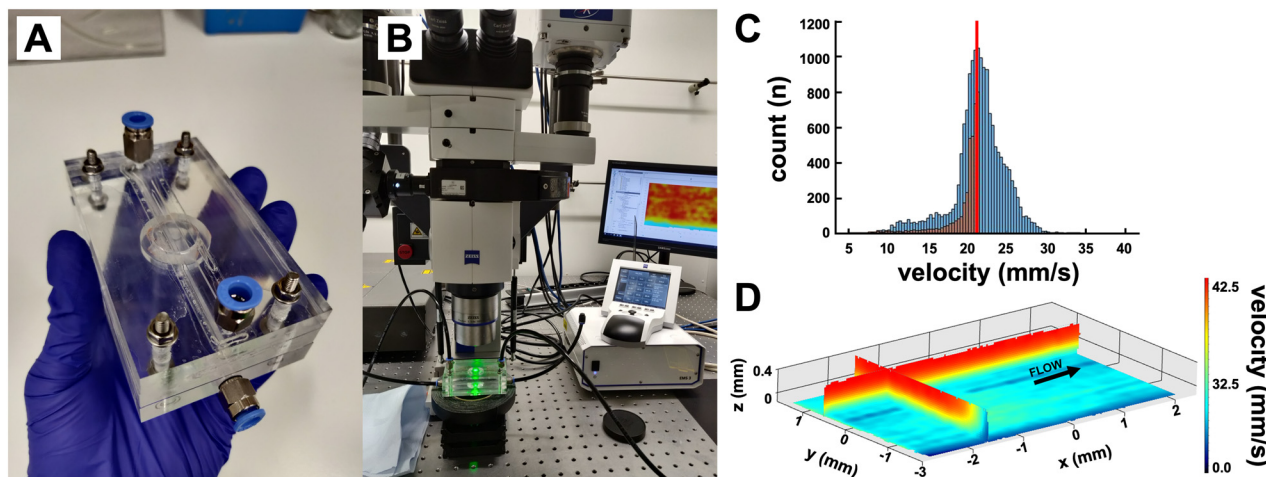 A
B
ZEISS
C
1200
1000
800
600
400
200
0
count (n)
5 10 15 20 25 30 35 40
velocity (mm/s)
D
0.4
0
z (mm)
FLOW
1
0
-1
-2
-3
y (mm)
-2
-1
0
1
2
x (mm)
42.5
32.5
0.0
velocity (mm/s)